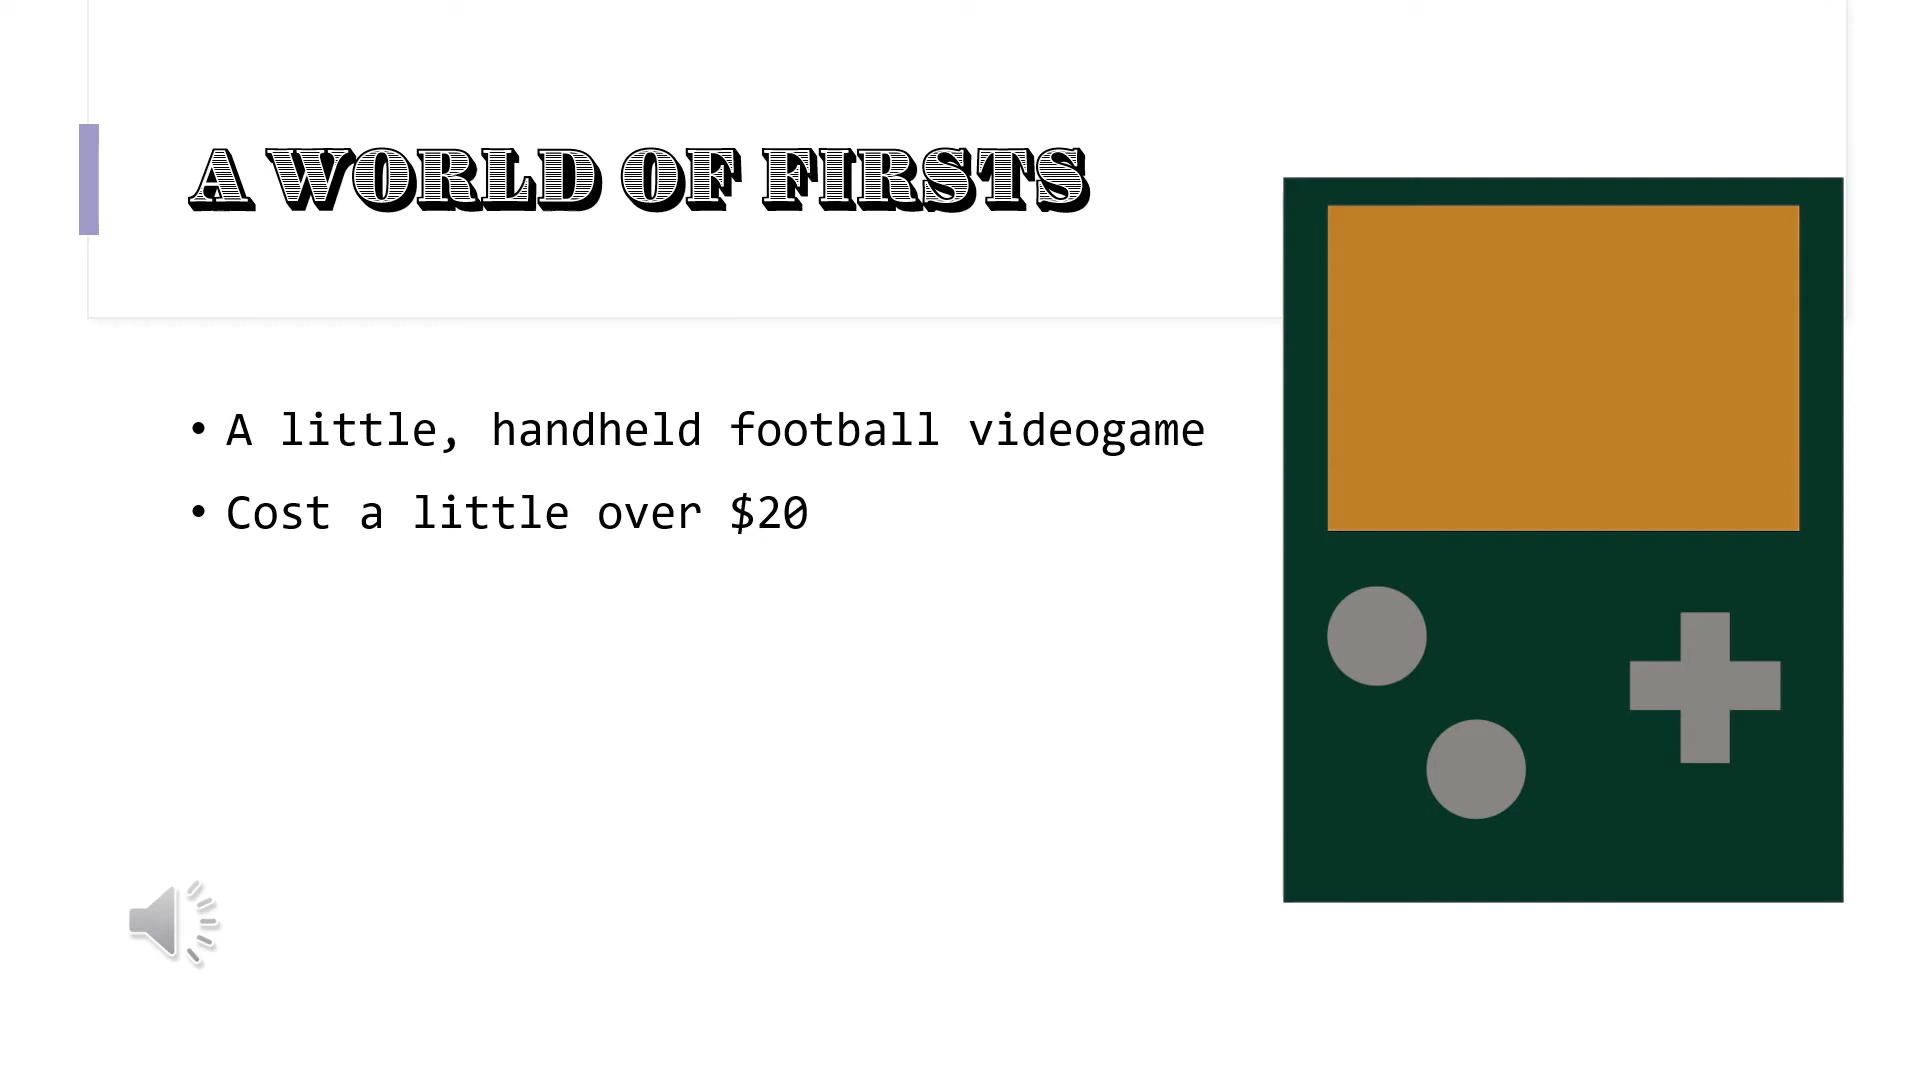 A WORLD OF FIRSTS
• A little, handheld football videogame
• Cost a little over $20